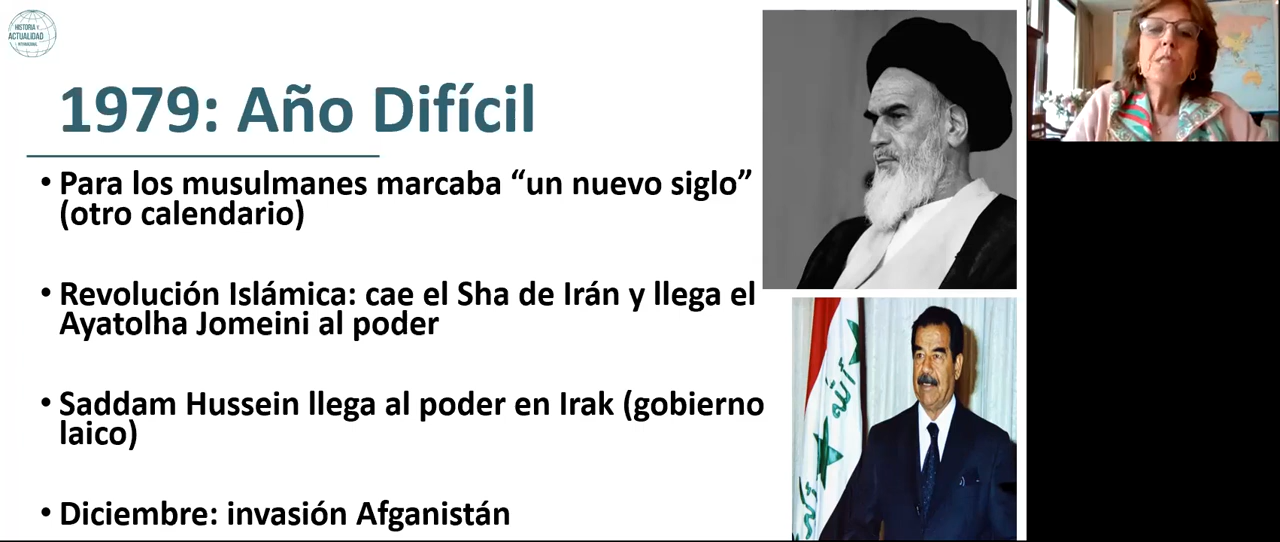 HISTORIA Y
ACTUALIDAD
INTERNACIONAL
1979: Año Difícil
• Para los musulmanes marcaba “un nuevo siglo”
(otro calendario)
• Revolución Islámica: cae el Sha de Irán y llega el
Ayatolha Jomeini al poder
• Saddam Hussein llega al poder en Irak (gobierno
laico)
• Diciembre: invasión Afganistán
الله